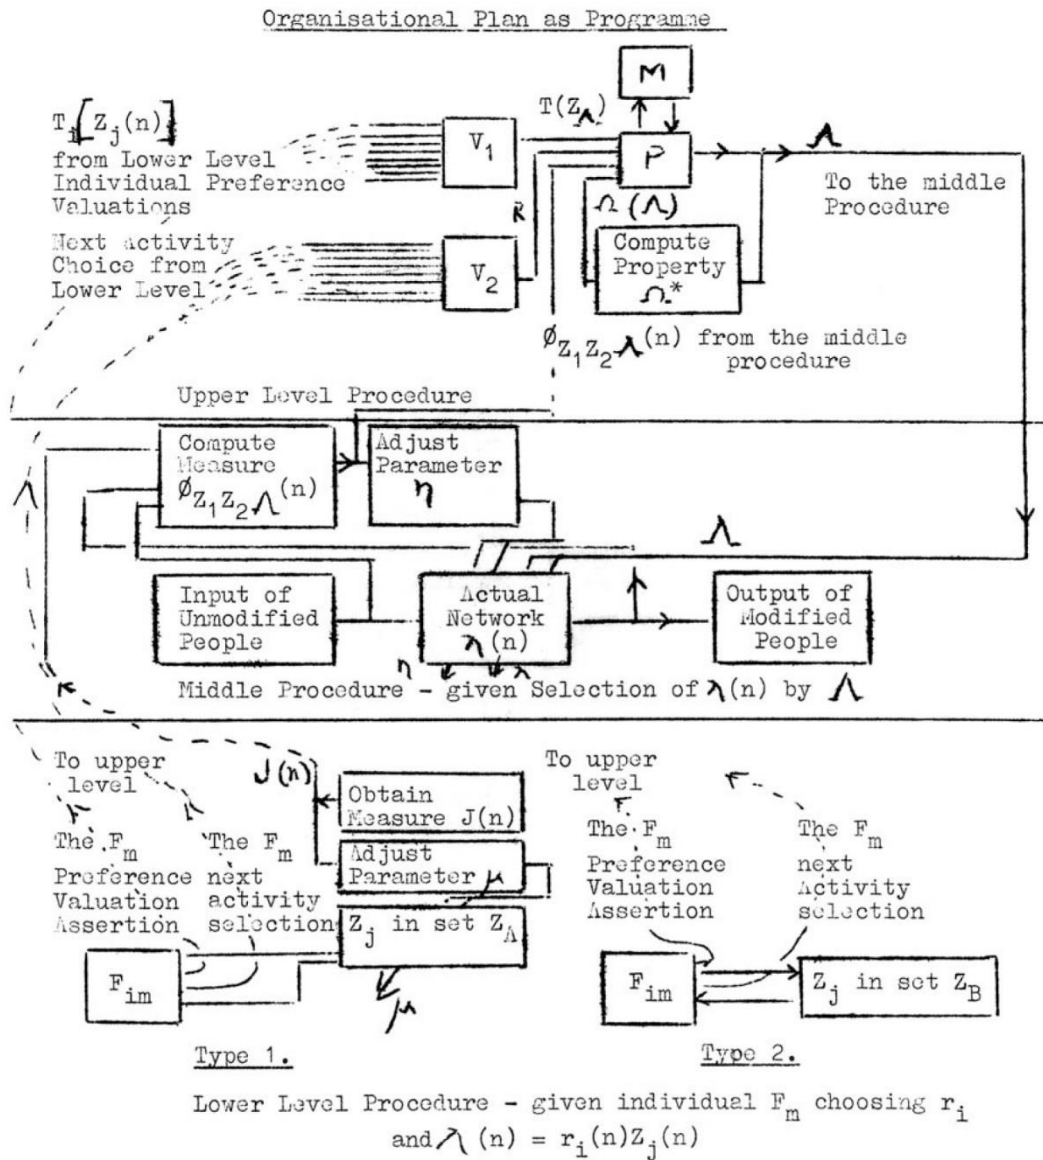 Organisational Plan as Programme
M
T_i[Z_j(n)]
from Lower Level
Individual Preference
Valuations
V_1
T(Z_Λ)
P
Λ
To the middle
Procedure
R
Ω(Λ)
Next activity
Choice from
Lower Level
V_2
Compute
Property
Ω*
ø_{Z_1Z_2Λ}(n) from the middle
procedure
Upper Level Procedure
Compute
Measure
ø_{Z_1Z_2Λ}(n)
Adjust
Parameter
η
Λ
Input of
Unmodified
People
Actual
Network
λ(n)
Output of
Modified
People
η
λ
Middle Procedure - given Selection of λ(n) by Λ
To upper
level
J(n)
Obtain
Measure J(n)
Adjust
Parameter μ
The F_m
Preference
Valuation
Assertion
The F_m
next
activity
selection
Z_j in set Z_A
F_im
μ
Type 1.
To upper
level
The F_m
Preference
Valuation
Assertion
The F_m
next
Activity
selection
F_im
Z_j in set Z_B
Type 2.
Lower Level Procedure - given individual F_m choosing r_i
and λ(n) = r_i(n)Z_j(n)